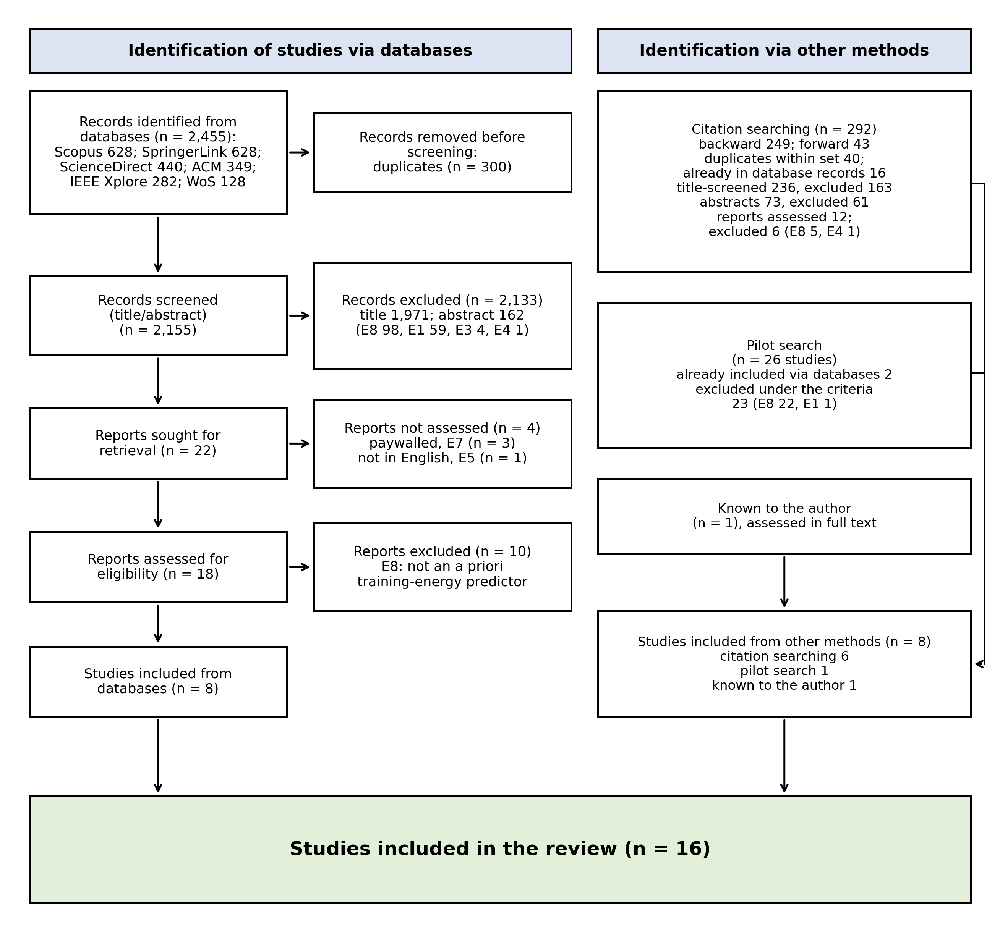 Identification of studies via databases
Identification via other methods
Records identified from
databases (n = 2,455):
Scopus 628; SpringerLink 628;
ScienceDirect 440; ACM 349;
IEEE Xplore 282; WoS 128
Records removed before
screening:
duplicates (n = 300)
Records screened
(title/abstract)
(n = 2,155)
Records excluded (n = 2,133)
title 1,971; abstract 162
(E8 98, E1 59, E3 4, E4 1)
Reports sought for
retrieval (n = 22)
Reports not assessed (n = 4)
paywalled, E7 (n = 3)
not in English, E5 (n = 1)
Reports assessed for
eligibility (n = 18)
Reports excluded (n = 10)
E8: not an a priori
training-energy predictor
Studies included from
databases (n = 8)
Citation searching (n = 292)
backward 249; forward 43
duplicates within set 40;
already in database records 16
title-screened 236, excluded 163
abstracts 73, excluded 61
reports assessed 12;
excluded 6 (E8 5, E4 1)
Pilot search
(n = 26 studies)
already included via databases 2
excluded under the criteria
23 (E8 22, E1 1)
Known to the author
(n = 1), assessed in full text
Studies included from other methods (n = 8)
citation searching 6
pilot search 1
known to the author 1
Studies included in the review (n = 16)